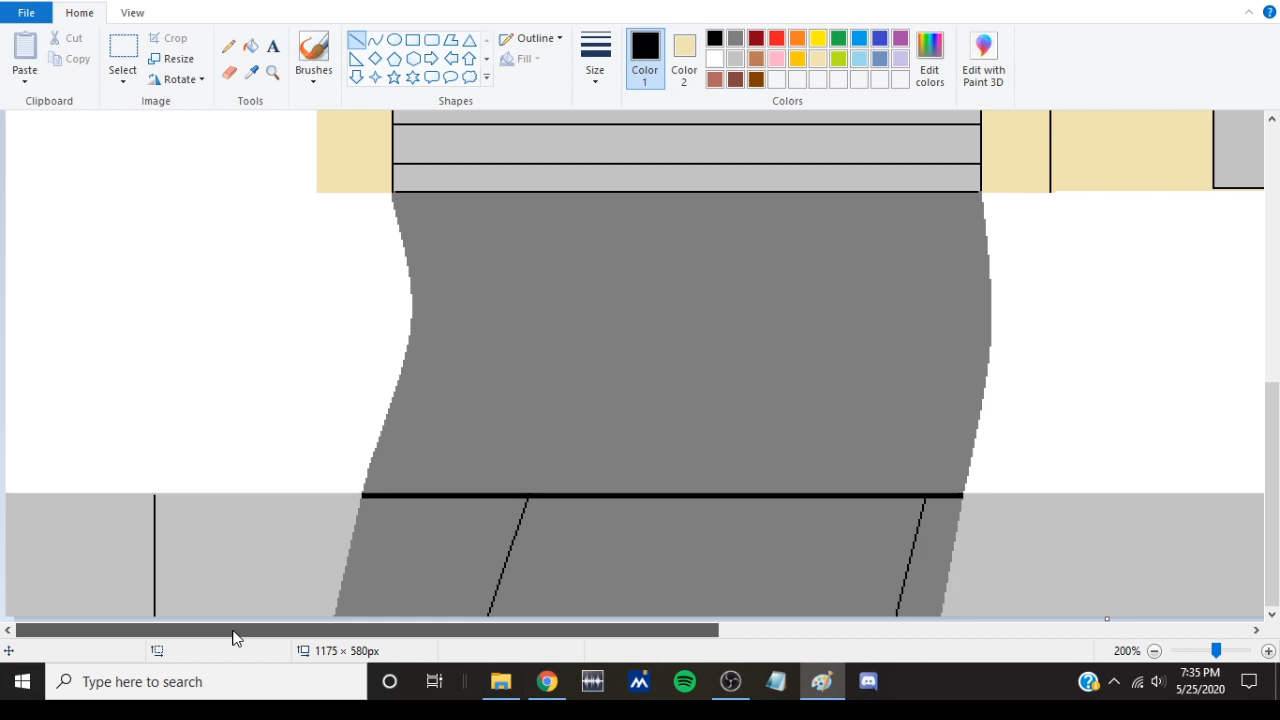 File Home View
Paste
Cut
Copy
Clipboard
Select
Crop
Resize
Rotate
Image
A
Tools
Brushes
Outline
Fill
Shapes
Size
Color 1
Color 2
Edit colors
Colors
Edit with Paint 3D
1175 × 580px
200%
Type here to search
7:35 PM
5/25/2020